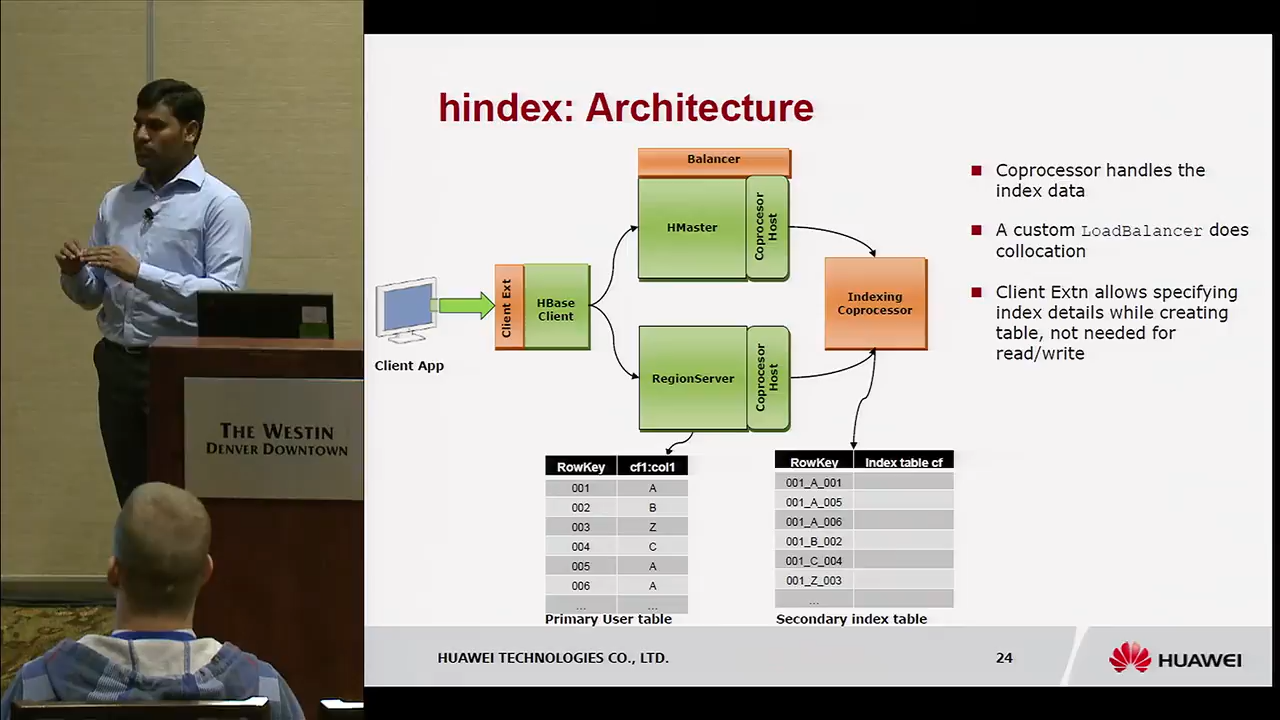 hindex: Architecture
Balancer
HMaster
Coprocesor
Host
Client Ext
HBase
Client
Client App
Indexing
Coprocessor
RegionServer
Coprocesor
Host
Coprocessor handles the
index data
A custom LoadBalancer does
collocation
Client Extn allows specifying
index details while creating
table, not needed for
read/write
RowKey cf1:col1
001 A
002 B
003 Z
004 C
005 A
006 A
... ...
Primary User table
RowKey Index table cf
001_A_001
001_A_005
001_A_006
001_B_002
001_C_004
001_Z_003
...
Secondary index table
HUAWEI TECHNOLOGIES CO., LTD.
24
HUAWEI
THE WESTIN
DENVER DOWNTOWN